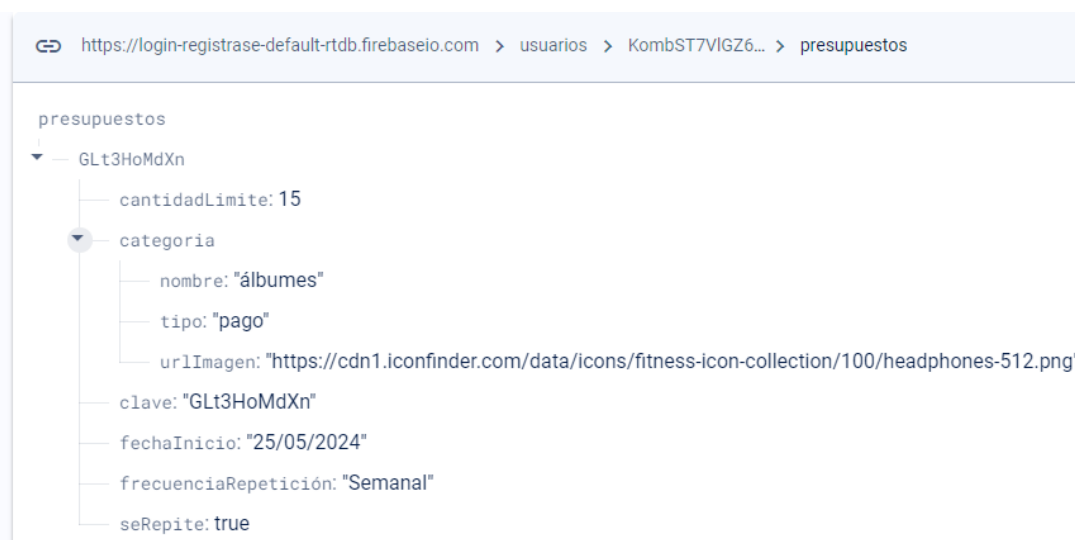 https://login-registrase-default-rtdb.firebaseio.com > usuarios > KombST7VlGZ6... > presupuestos
presupuestos
GLt3HoMdXn
cantidadLimite: 15
categoria
nombre: "álbumes"
tipo: "pago"
urlImagen: "https://cdn1.iconfinder.com/data/icons/fitness-icon-collection/100/headphones-512.png"
clave: "GLt3HoMdXn"
fechaInicio: "25/05/2024"
frecuenciaRepetición: "Semanal"
seRepite: true